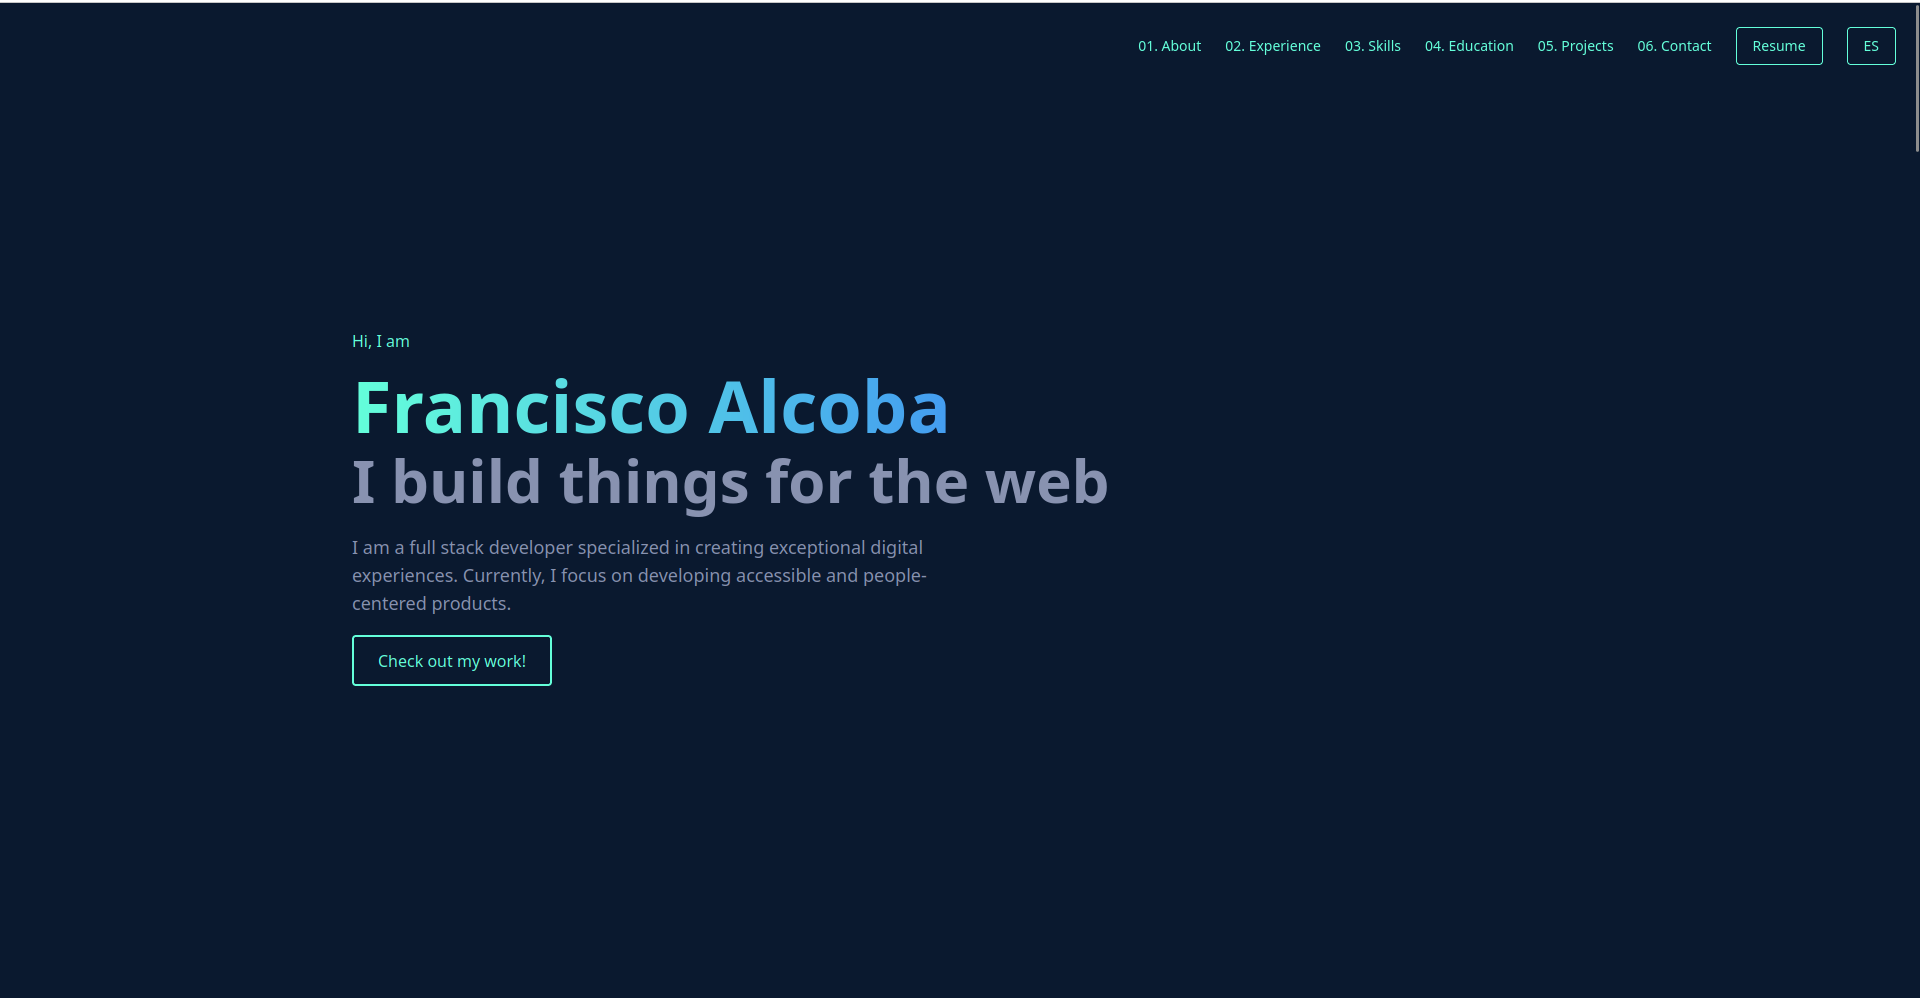 01. About 02. Experience 03. Skills 04. Education 05. Projects 06. Contact Resume ES
Hi, I am
Francisco Alcoba
I build things for the web
I am a full stack developer specialized in creating exceptional digital
experiences. Currently, I focus on developing accessible and people-
centered products.
Check out my work!